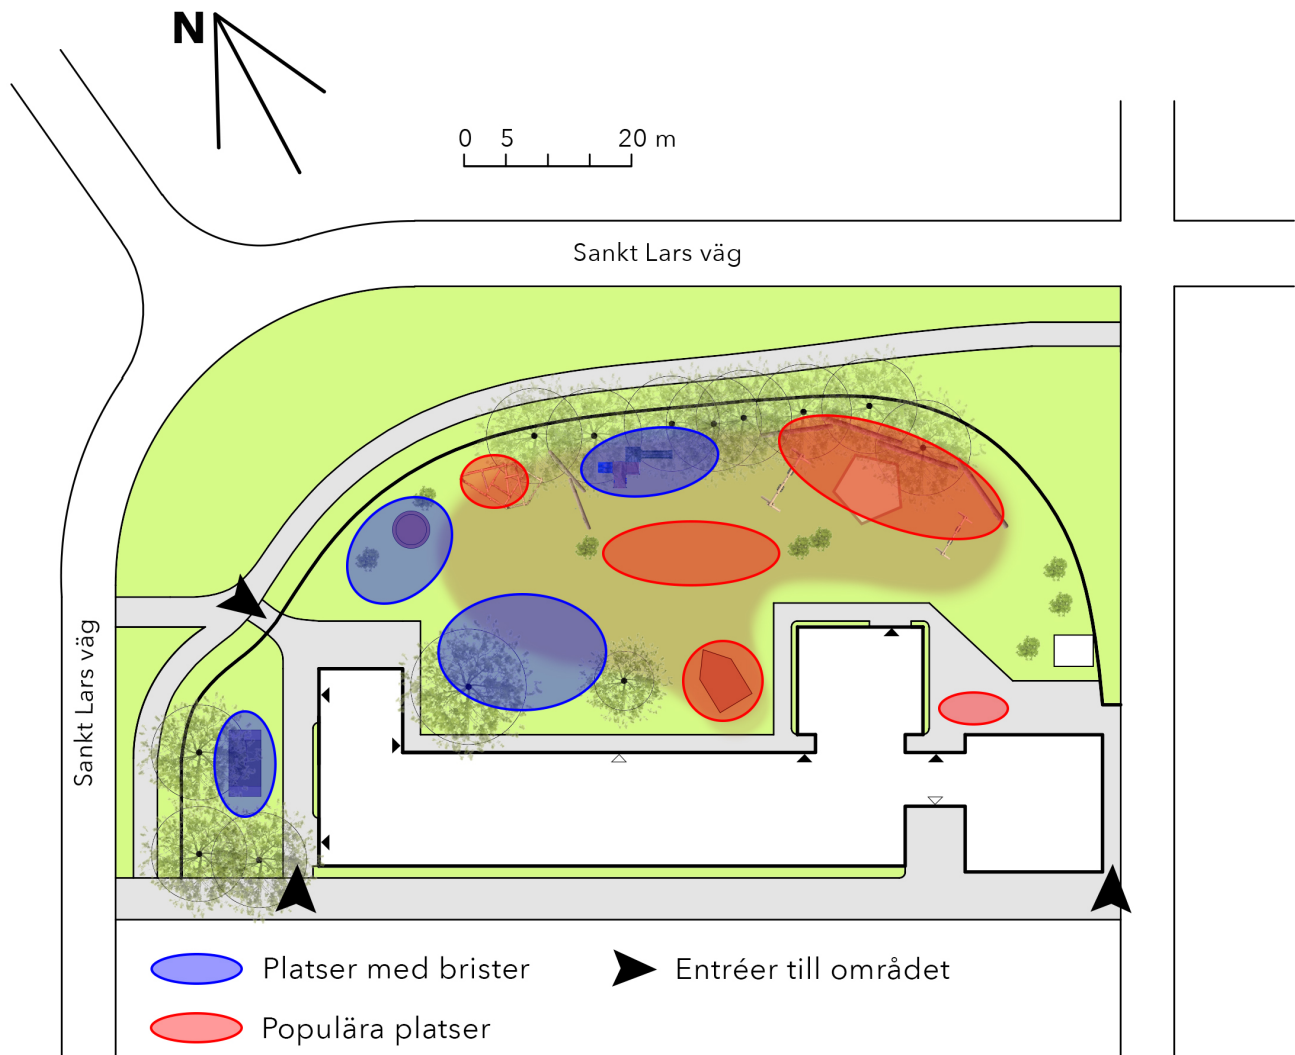 N
0 5 20 m
Sankt Lars väg
Sankt Lars väg
Platser med brister
Entréer till området
Populära platser